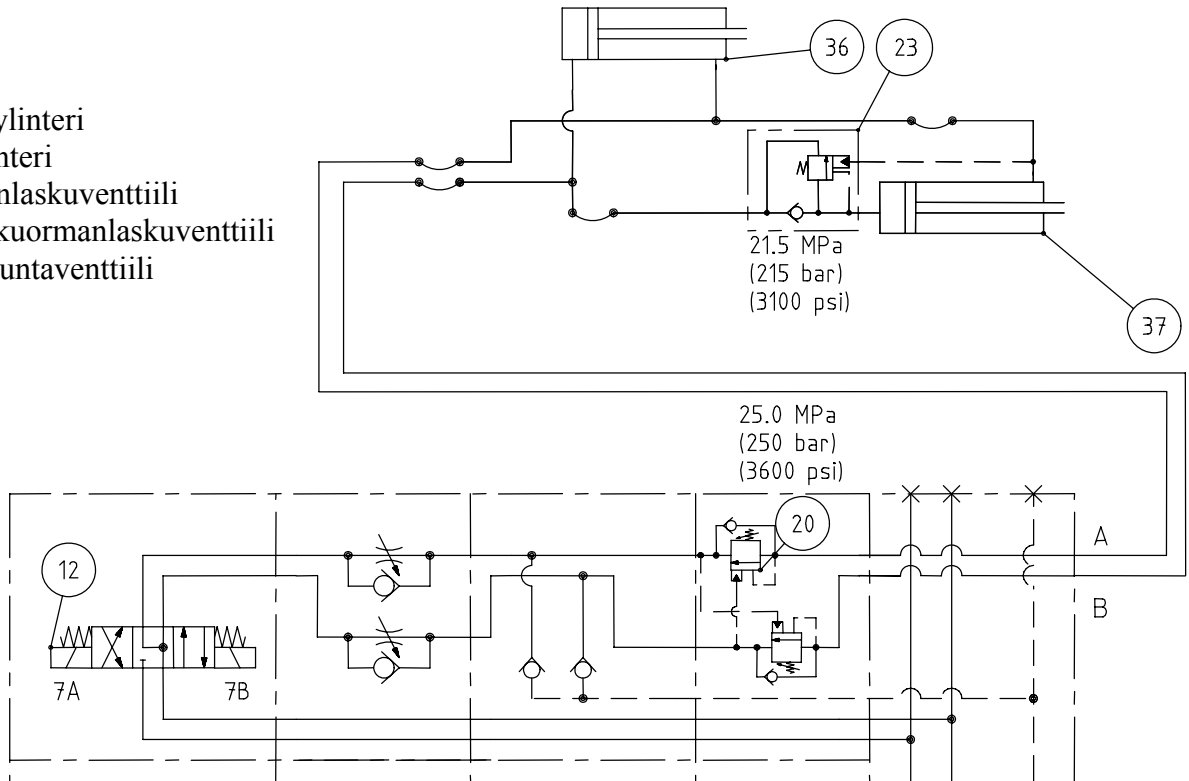 36
23
ylinteri
nteri
nlaskuventtiili
kuormanlaskuventtiili
untaventtiili
21.5 MPa
(215 bar)
(3100 psi)
37
25.0 MPa
(250 bar)
(3600 psi)
20
A
12
B
7A
7B